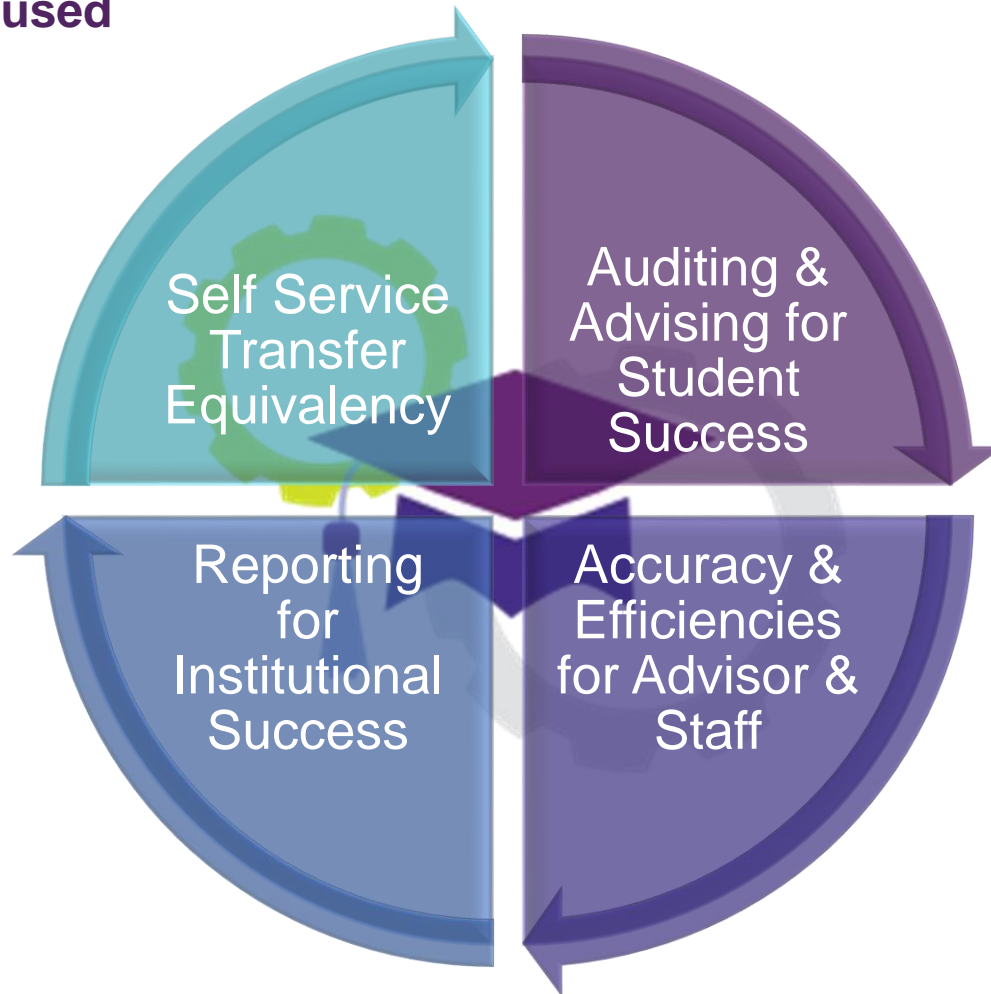 used
Self Service
Transfer
Equivalency
Auditing &
Advising for
Student
Success
Reporting
for
Institutional
Success
Accuracy &
Efficiencies
for Advisor &
Staff